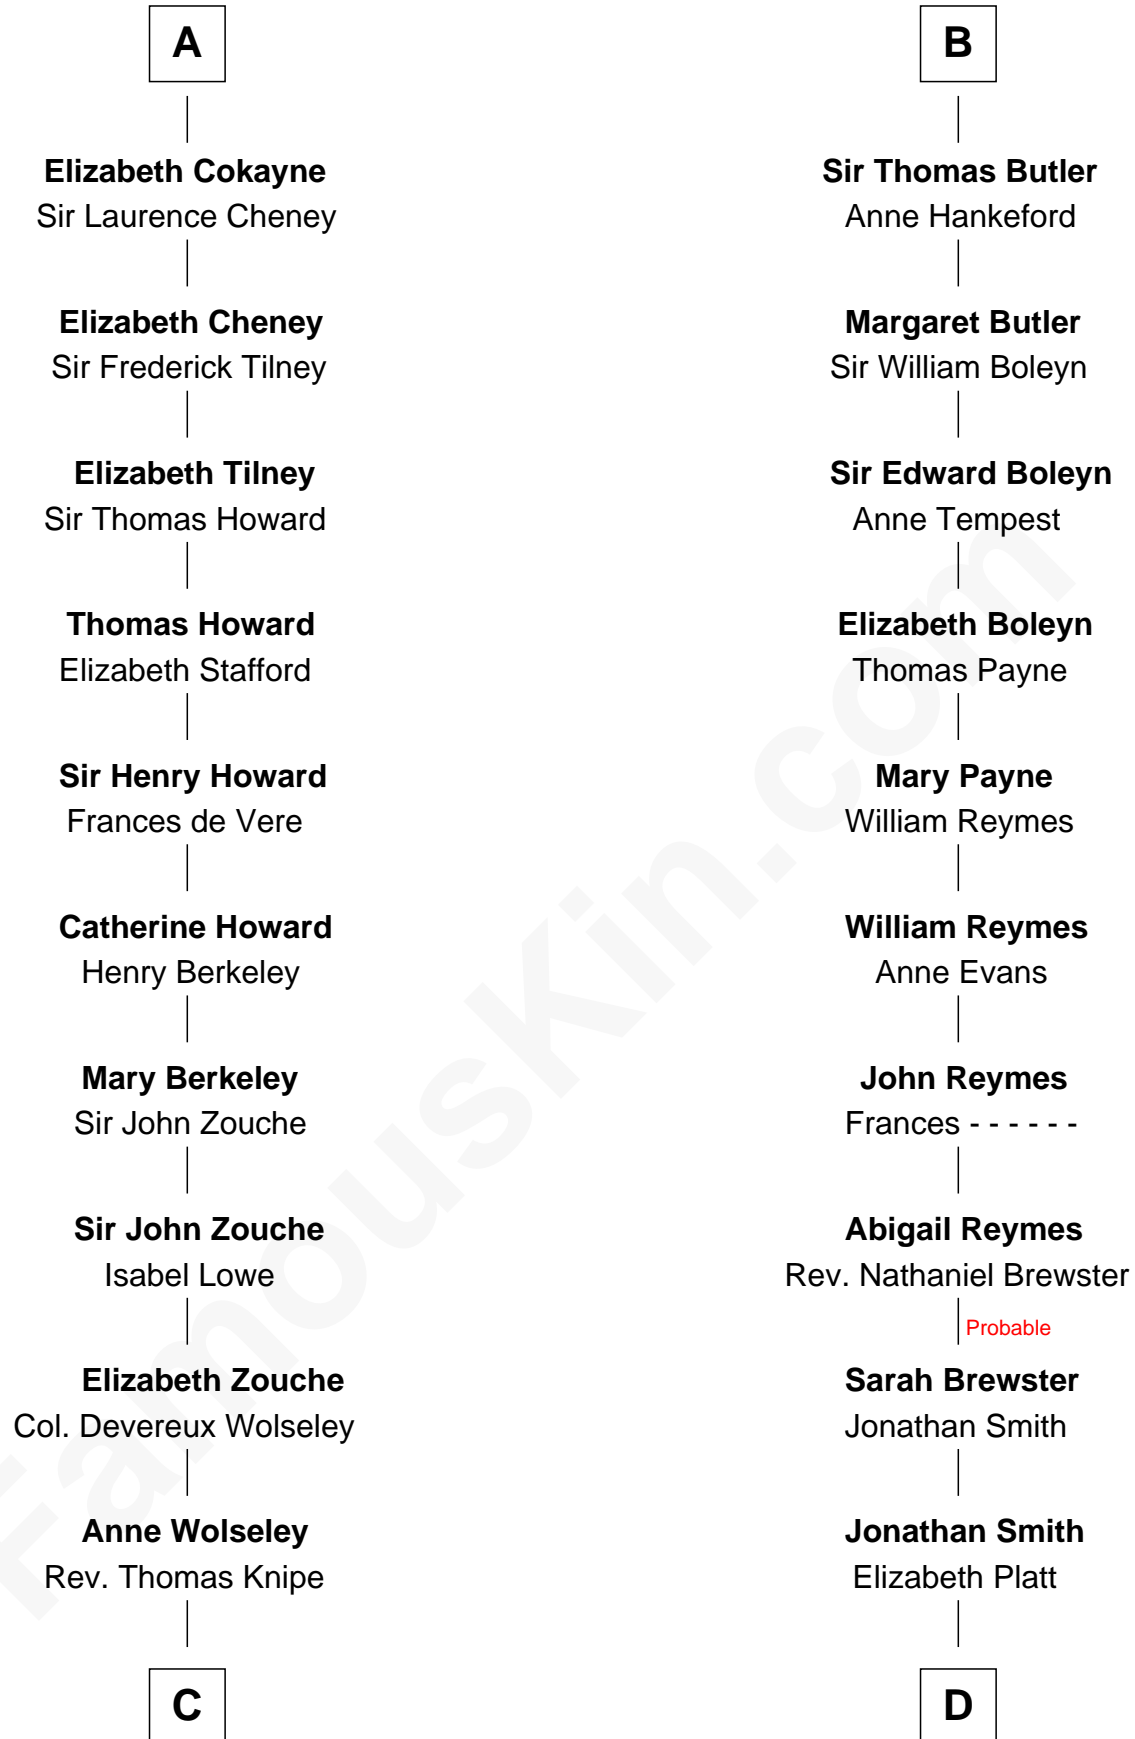 A
Elizabeth Cokayne
Sir Laurence Cheney
Elizabeth Cheney
Sir Frederick Tilney
Elizabeth Tilney
Sir Thomas Howard
Thomas Howard
Elizabeth Stafford
Sir Henry Howard
Frances de Vere
Catherine Howard
Henry Berkeley
Mary Berkeley
Sir John Zouche
Sir John Zouche
Isabel Lowe
Elizabeth Zouche
Col. Devereux Wolseley
Anne Wolseley
Rev. Thomas Knipe
C
B
Sir Thomas Butler
Anne Hankeford
Margaret Butler
Sir William Boleyn
Sir Edward Boleyn
Anne Tempest
Elizabeth Boleyn
Thomas Payne
Mary Payne
William Reymes
William Reymes
Anne Evans
John Reymes
Frances - - - - - -
Abigail Reymes
Rev. Nathaniel Brewster
Probable
Sarah Brewster
Jonathan Smith
Jonathan Smith
Elizabeth Platt
D
FamousKin.com